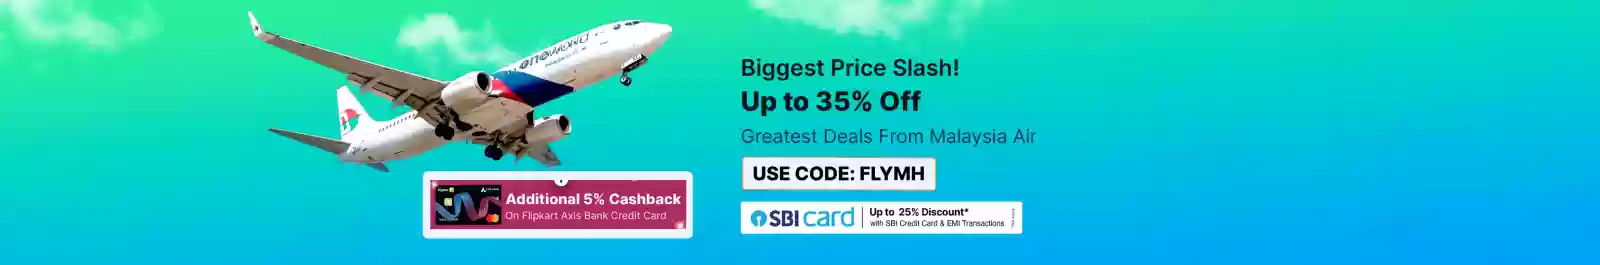 oneworld
Biggest Price Slash!
Up to 35% Off
Greatest Deals From Malaysia Air
USE CODE: FLYMH
Additional 5% Cashback
On Flipkart Axis Bank Credit Card
SBI card
Up to 25% Discount*
with SBI Credit Card & EMI Transactions